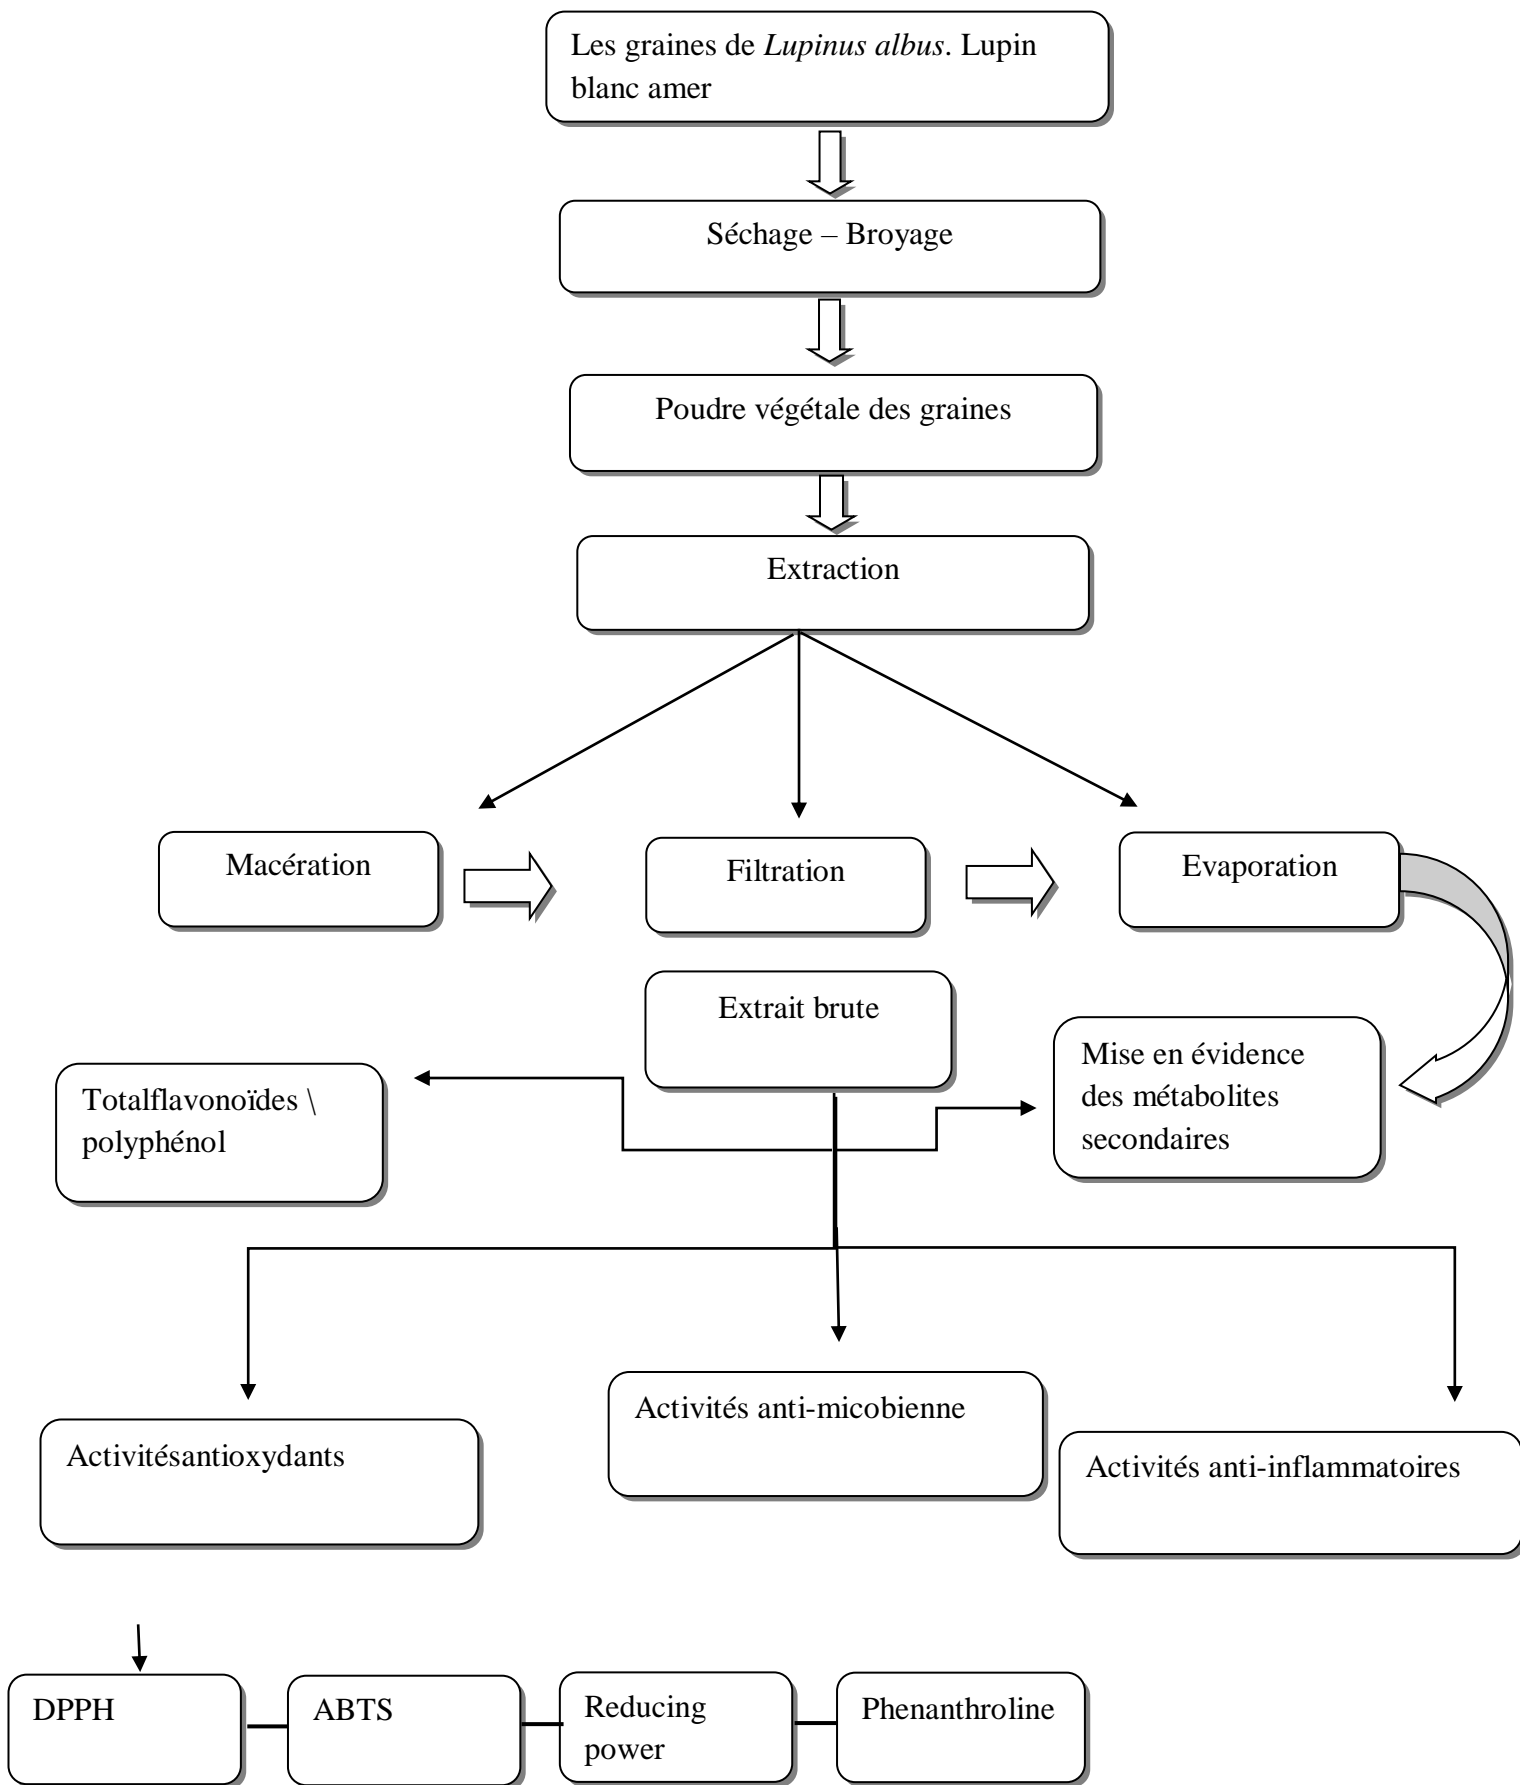 Les graines de Lupinus albus. Lupin
blanc amer
Séchage – Broyage
Poudre végétale des graines
Extraction
Macération
Filtration
Evaporation
Extrait brute
Mise en évidence
des métabolites
secondaires
Totalflavonoïdes \
polyphénol
Activités anti-micobienne
Activitésantioxydants
Activités anti-inflammatoires
DPPH
ABTS
Reducing
power
Phenanthroline